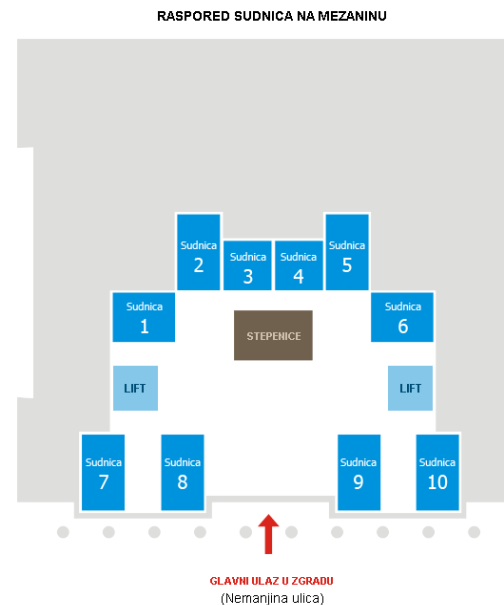 RASPORED SUDNICA NA MEZANINU
Sudnica
2
Sudnica
3
Sudnica
4
Sudnica
5
Sudnica
1
Sudnica
6
STEPENICE
LIFT
LIFT
Sudnica
7
Sudnica
8
Sudnica
9
Sudnica
10
GLAVNI ULAZ U ZGRADU
(Nemanjina ulica)